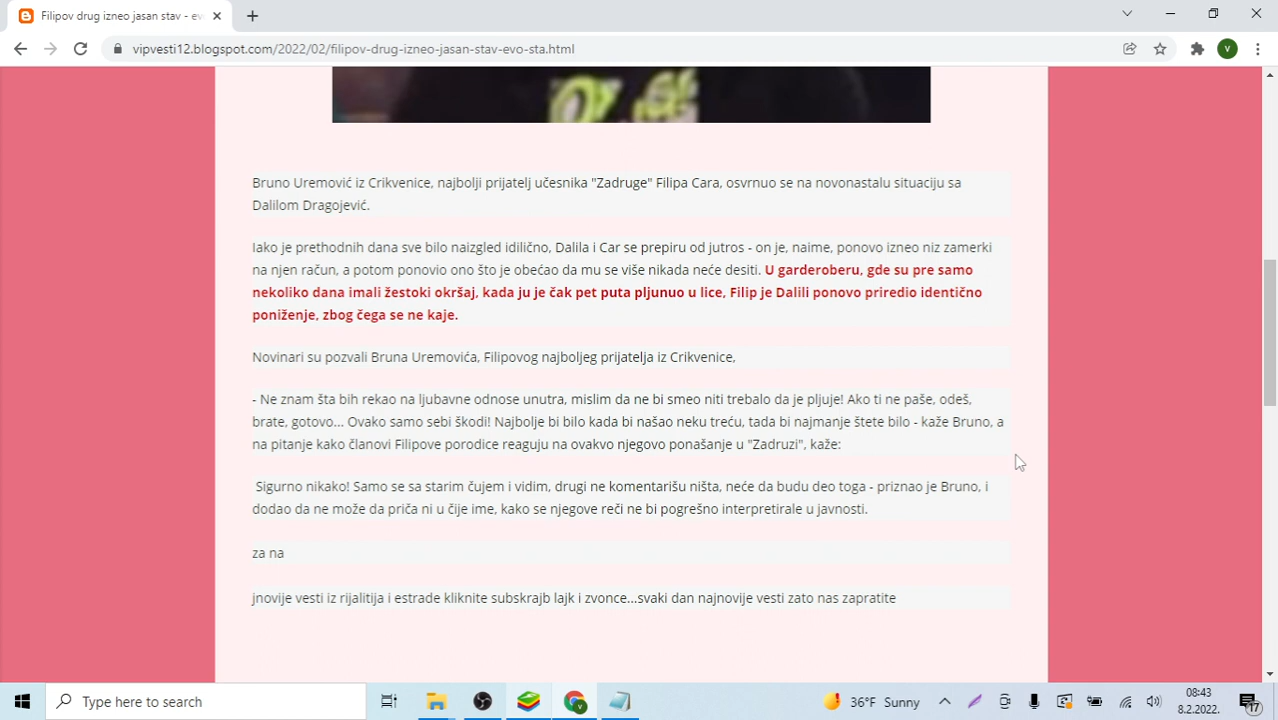 Filipov drug izneo jasan stav - evo
vipvesti12.blogspot.com/2022/02/filipov-drug-izneo-jasan-stav-evo-sta.html
V
Bruno Uremović iz Crikvenice, najbolji prijatelj učesnika "Zadruge" Filipa Cara, osvrnuo se na novonastalu situaciju sa
Dalilom Dragojević.
Iako je prethodnih dana sve bilo naizgled idilično, Dalila i Car se prepiru od jutros - on je, naime, ponovo izneo niz zamerki
na njen račun, a potom ponovio ono što je obećao da mu se više nikada neće desiti. U garderoberu, gde su pre samo
nekoliko dana imali žestoki okršaj, kada ju je čak pet puta pljunuo u lice, Filip je Dalili ponovo priredio identično
poniženje, zbog čega se ne kaje.
Novinari su pozvali Bruna Uremovića, Filipovog najboljeg prijatelja iz Crikvenice,
- Ne znam šta bih rekao na ljubavne odnose unutra, mislim da ne bi smeo niti trebalo da je pljuje! Ako ti ne paše, odeš,
brate, gotovo... Ovako samo sebi škodi! Najbolje bi bilo kada bi našao neku treću, tada bi najmanje štete bilo - kaže Bruno, a
na pitanje kako članovi Filipove porodice reaguju na ovakvo njegovo ponašanje u "Zadruzi", kaže:
Sigurno nikako! Samo se sa starim čujem i vidim, drugi ne komentarišu ništa, neće da budu deo toga - priznao je Bruno, i
dodao da ne može da priča ni u čije ime, kako se njegove reči ne bi pogrešno interpretirale u javnosti.
za na
jnovije vesti iz rijalitija i estrade kliknite subskrajb lajk i zvonce...svaki dan najnovije vesti zato nas zapratite
Type here to search
36°F Sunny
08:43
8.2.2022.
17